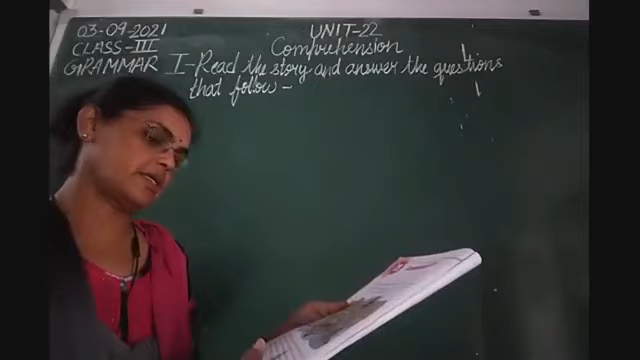 03-09-2021
UNIT-22
CLASS-III
Comprehension
GRAMMAR
I-Read the story and answer the questions
that follow -